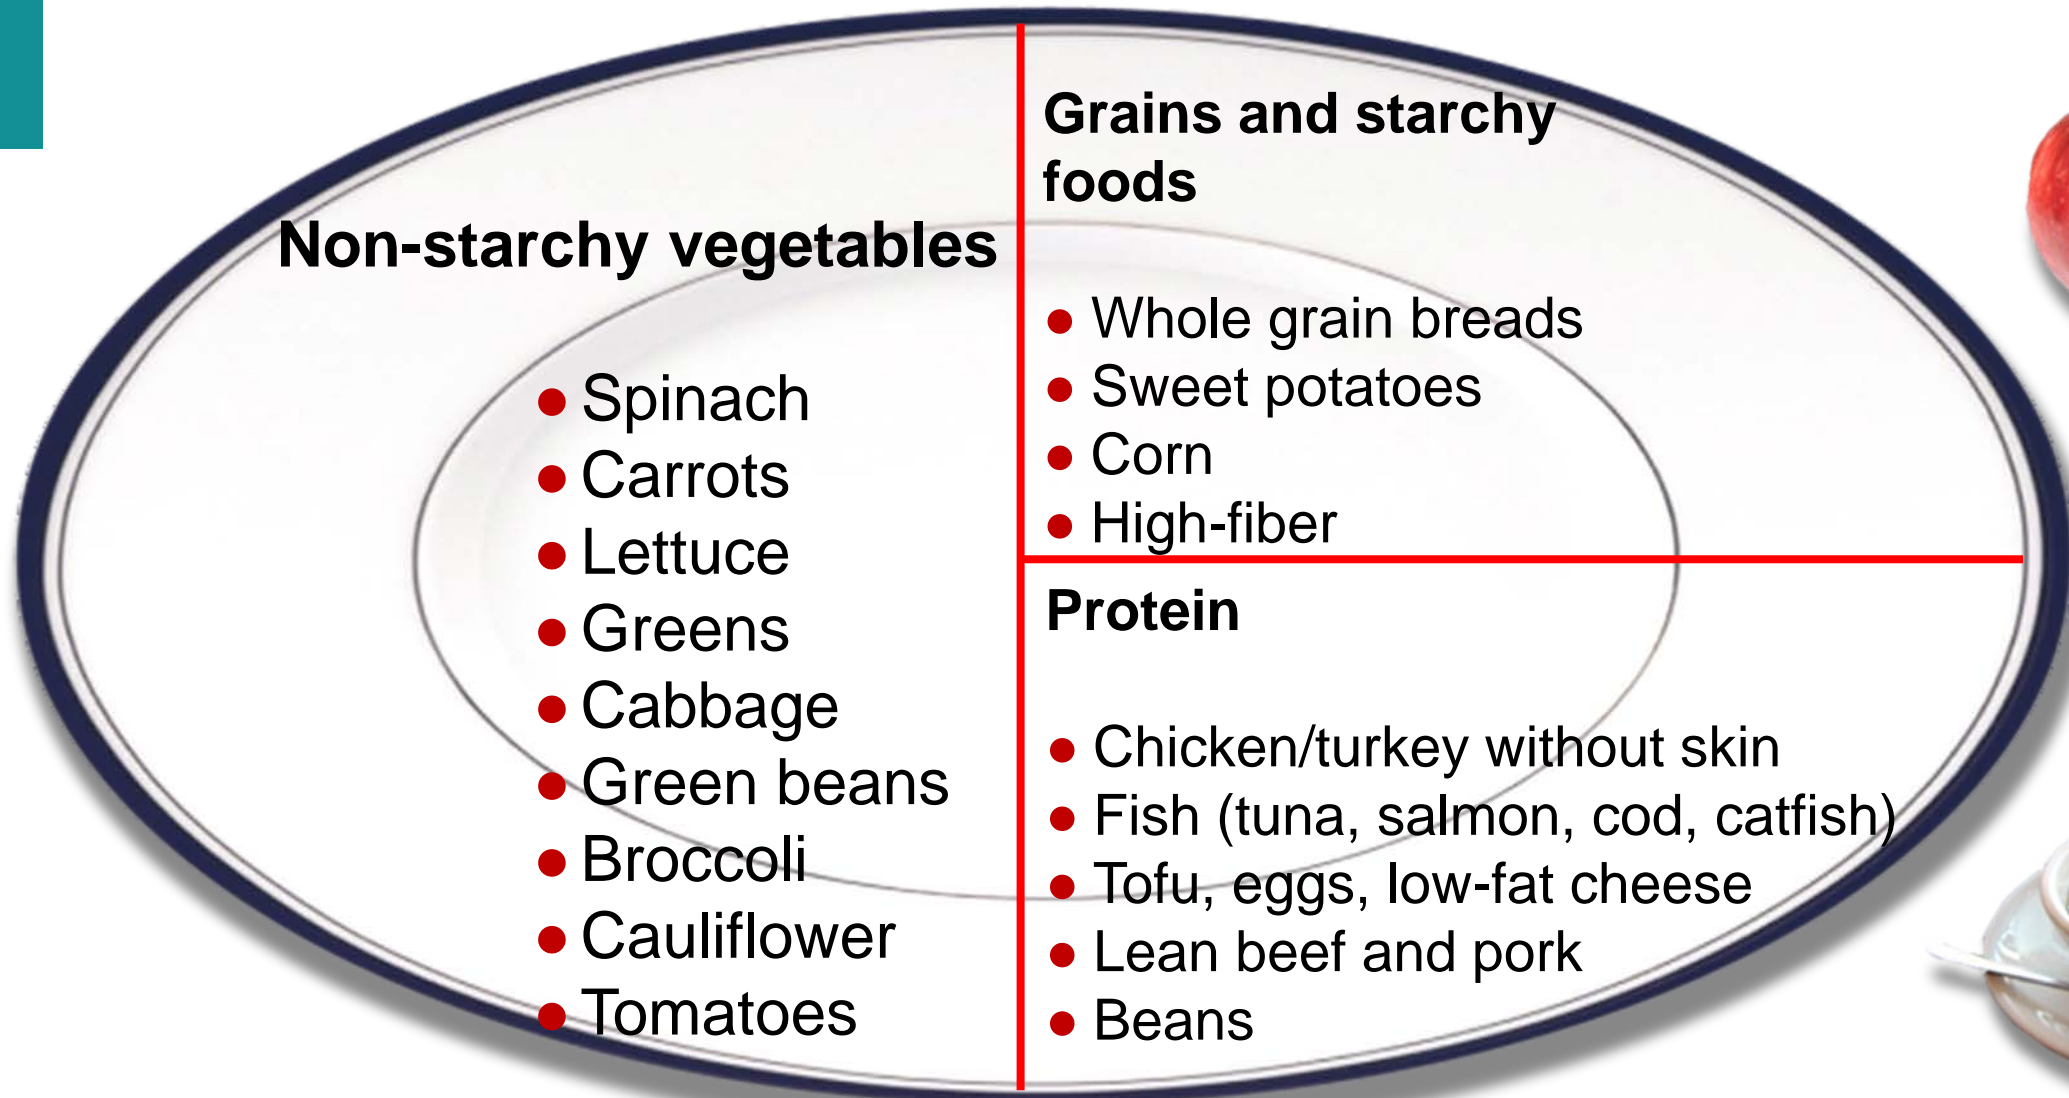 Non-starchy vegetables
● Spinach
● Carrots
● Lettuce
● Greens
● Cabbage
● Green beans
● Broccoli
● Cauliflower
● Tomatoes
Grains and starchy
foods
● Whole grain breads
● Sweet potatoes
● Corn
● High-fiber
Protein
● Chicken/turkey without skin
● Fish (tuna, salmon, cod, catfish)
● Tofu, eggs, low-fat cheese
● Lean beef and pork
● Beans